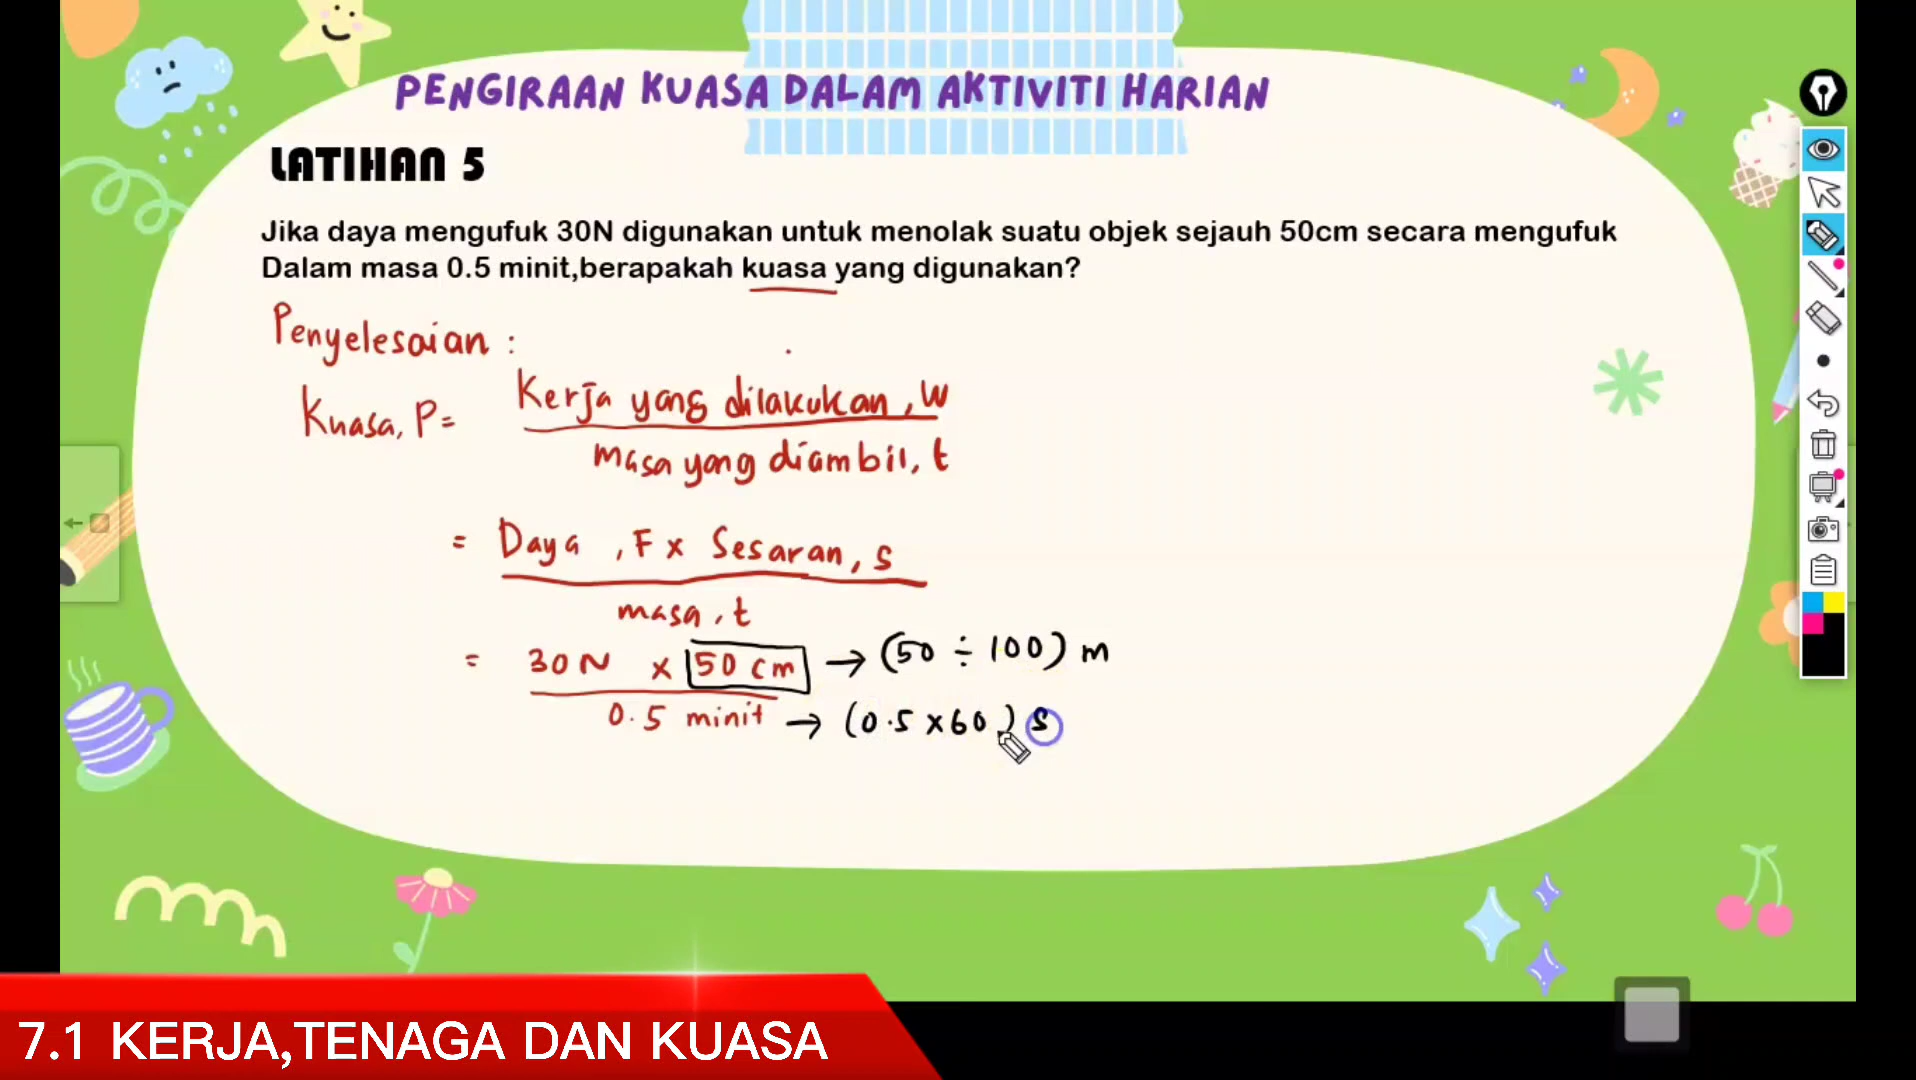 PENGIRAAN KUASA DALAM AKTIVITI HARIAN
LATIHAN 5
Jika daya mengufuk 30N digunakan untuk menolak suatu objek sejauh 50cm secara mengufuk
Dalam masa 0.5 minit,berapakah kuasa yang digunakan?
Penyelesaian :
Kuasa, P = Kerja yang dilakukan, W
masa yang diambil, t
= Daya , F x Sesaran, s
masa, t
= 30N x 50 cm → (50 ÷ 100) m
0.5 minit → (0.5 x 60) s
7.1 KERJA,TENAGA DAN KUASA